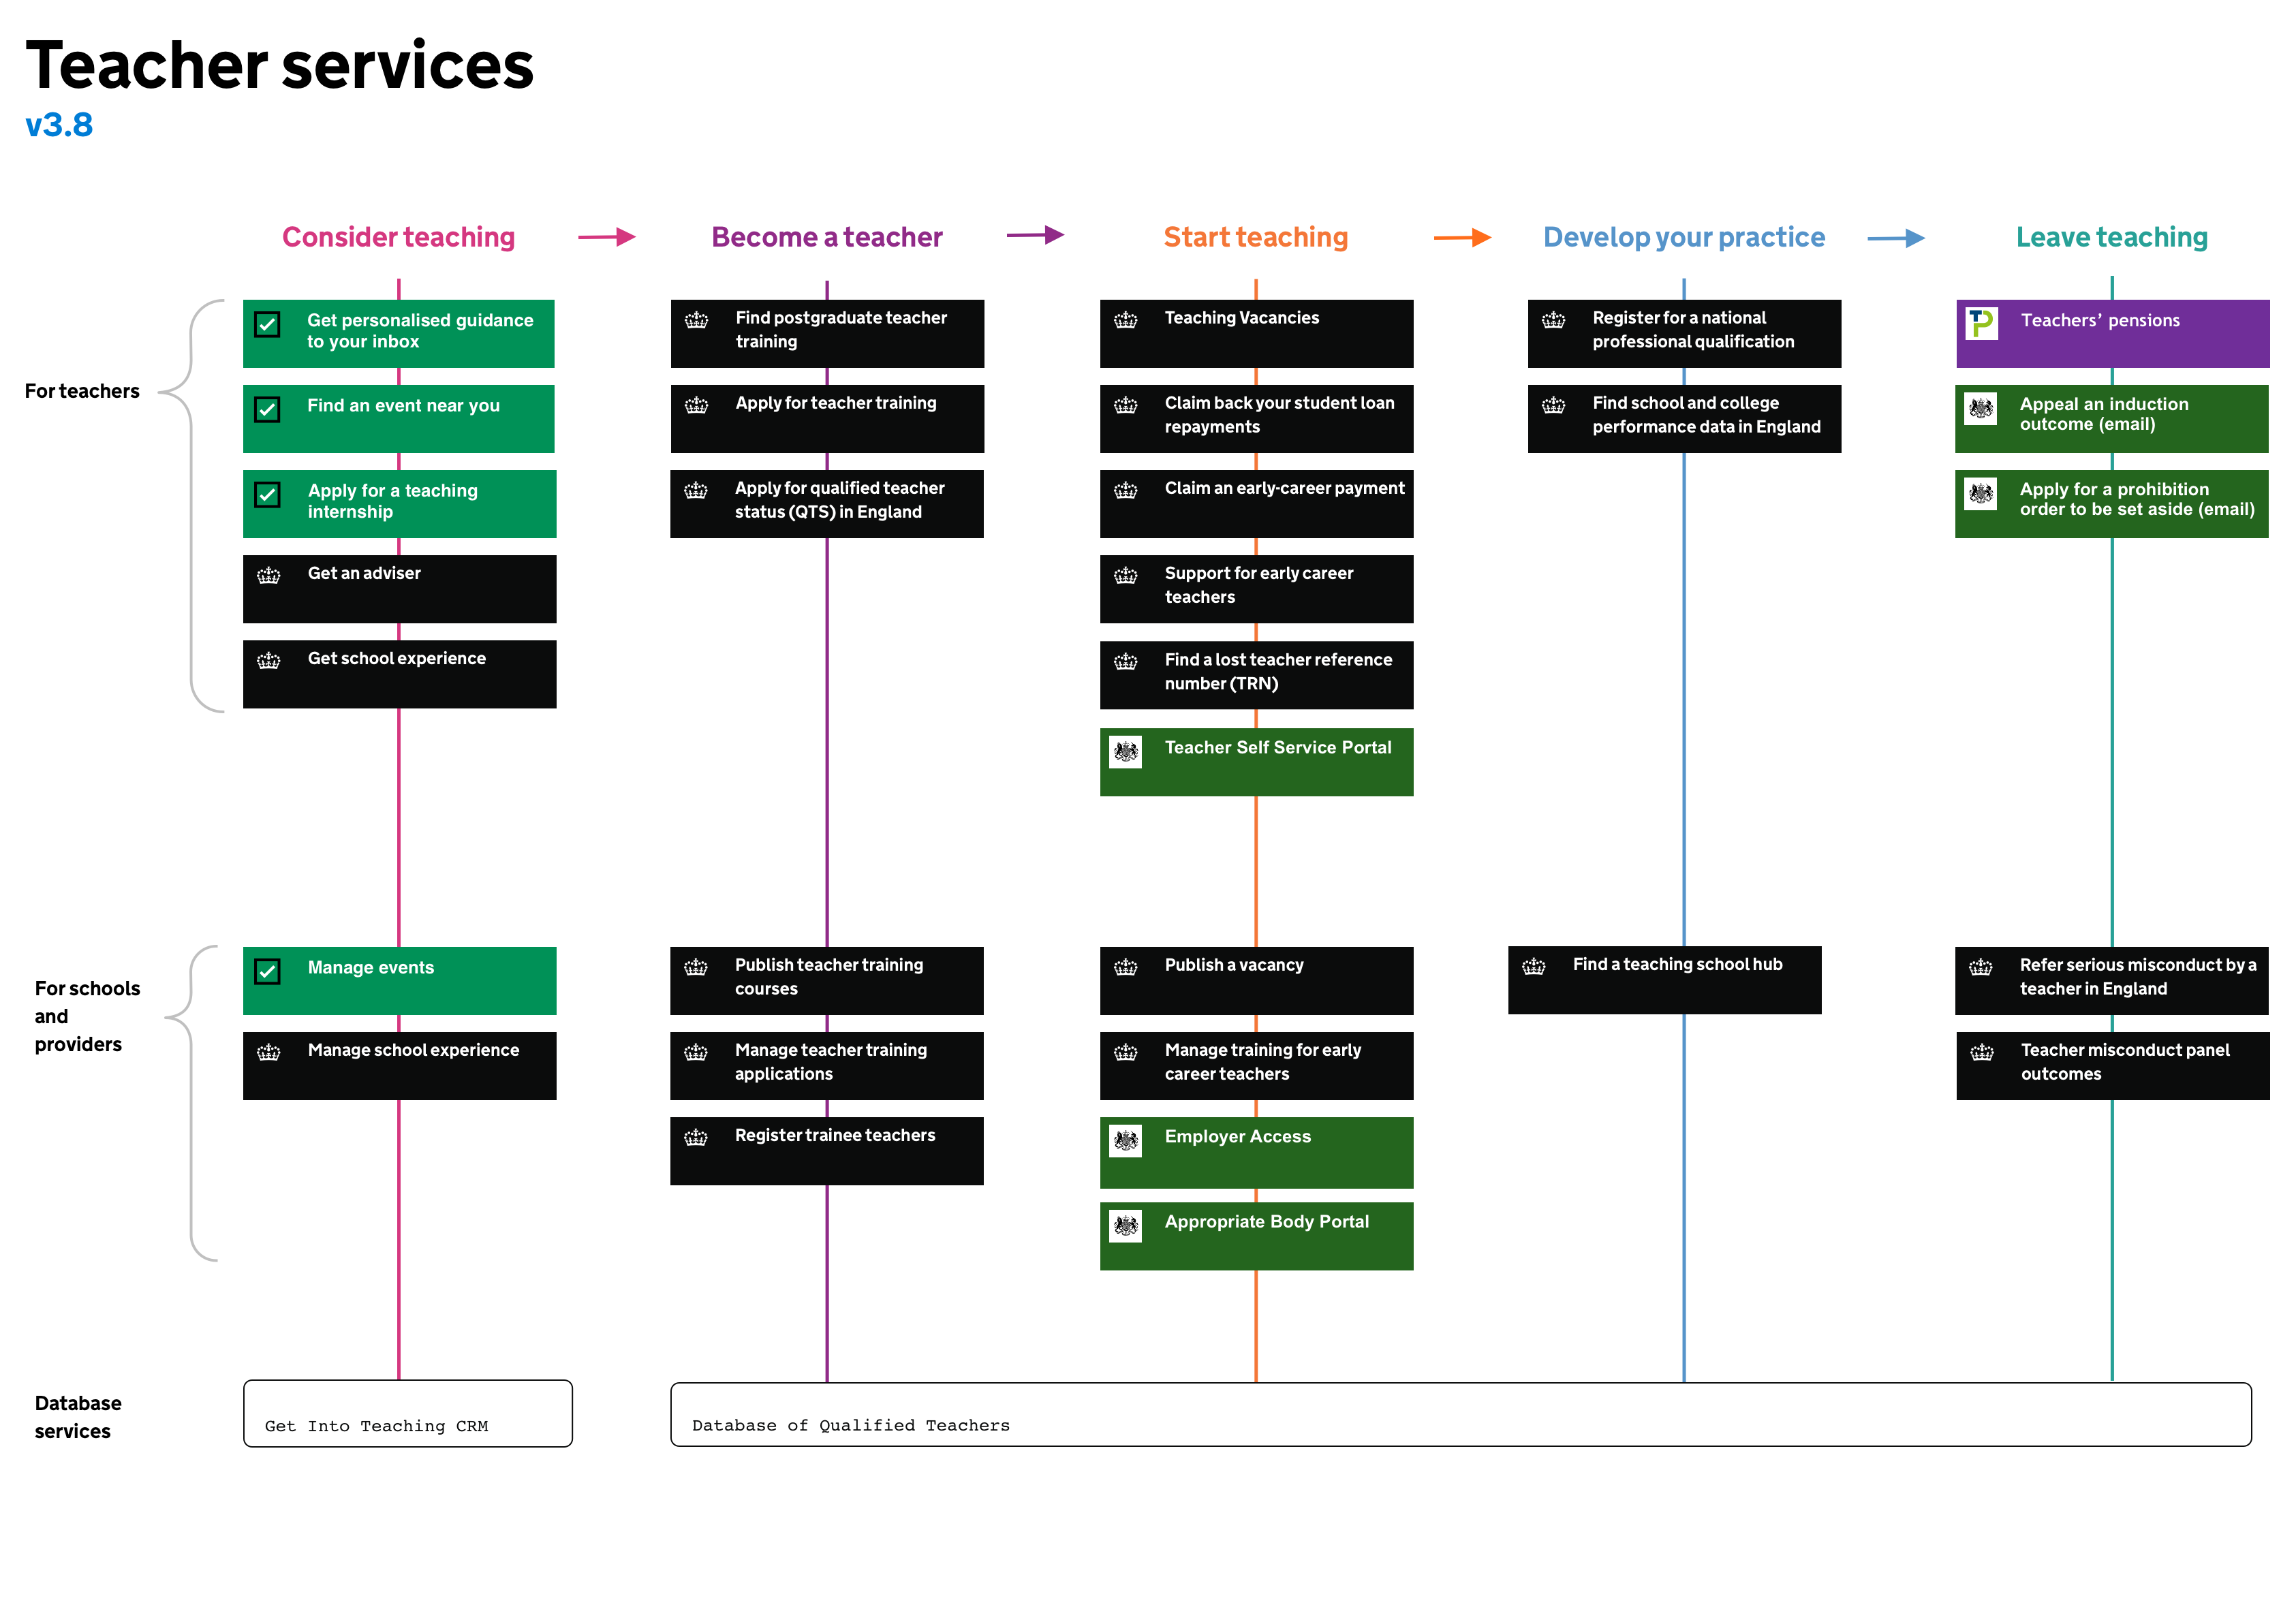 Teacher services
v3.8
Consider teaching
Become a teacher
Start teaching
Develop your practice
Leave teaching
For teachers
Get personalised guidance
to your inbox
Find an event near you
Apply for a teaching
internship
Get an adviser
Get school experience
Find postgraduate teacher
training
Apply for teacher training
Apply for qualified teacher
status (QTS) in England
Teaching Vacancies
Claim back your student loan
repayments
Claim an early-career payment
Support for early career
teachers
Find a lost teacher reference
number (TRN)
Teacher Self Service Portal
Register for a national
professional qualification
Find school and college
performance data in England
TP
Teachers’ pensions
Appeal an induction
outcome (email)
Apply for a prohibition
order to be set aside (email)
For schools
and
providers
Manage events
Manage school experience
Publish teacher training
courses
Manage teacher training
applications
Register trainee teachers
Publish a vacancy
Manage training for early
career teachers
Employer Access
Appropriate Body Portal
Find a teaching school hub
Refer serious misconduct by a
teacher in England
Teacher misconduct panel
outcomes
Database
services
Get Into Teaching CRM
Database of Qualified Teachers